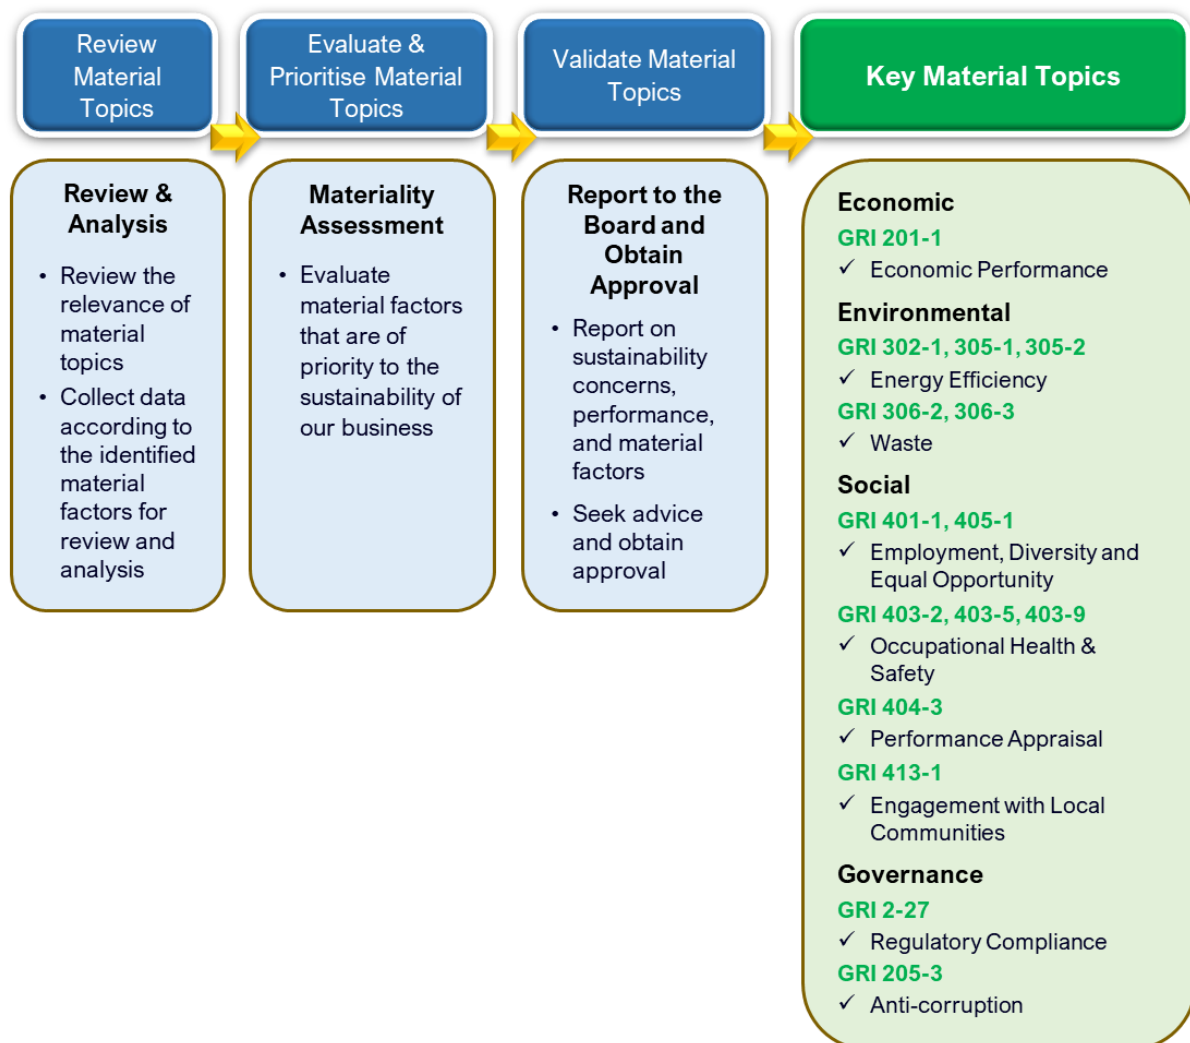 Review
Material
Topics
Evaluate &
Prioritise Material
Topics
Validate Material
Topics
Key Material Topics
Review &
Analysis
• Review the
relevance of
material
topics
• Collect data
according to
the identified
material
factors for
review and
analysis
Materiality
Assessment
• Evaluate
material factors
that are of
priority to the
sustainability of
our business
Report to the
Board and
Obtain
Approval
• Report on
sustainability
concerns,
performance,
and material
factors
• Seek advice
and obtain
approval
Economic
GRI 201-1
✓ Economic Performance
Environmental
GRI 302-1, 305-1, 305-2
✓ Energy Efficiency
GRI 306-2, 306-3
✓ Waste
Social
GRI 401-1, 405-1
✓ Employment, Diversity and
Equal Opportunity
GRI 403-2, 403-5, 403-9
✓ Occupational Health &
Safety
GRI 404-3
✓ Performance Appraisal
GRI 413-1
✓ Engagement with Local
Communities
Governance
GRI 2-27
✓ Regulatory Compliance
GRI 205-3
✓ Anti-corruption